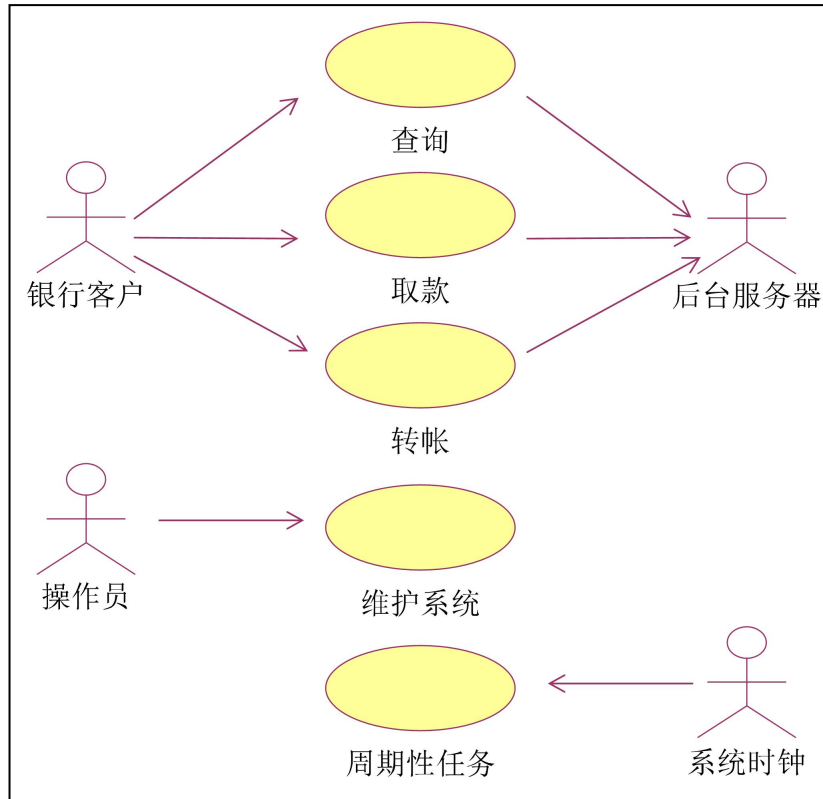 查询
银行客户
取款
后台服务器
转帐
操作员
维护系统
周期性任务
系统时钟